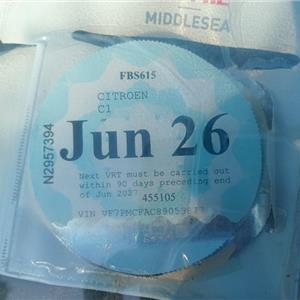 MIDDLESEA
FBS615
CITROEN
C1
N2957394
Jun 26
Next VRT must be carried out
within 90 days preceding end
of Jun 2027
455105